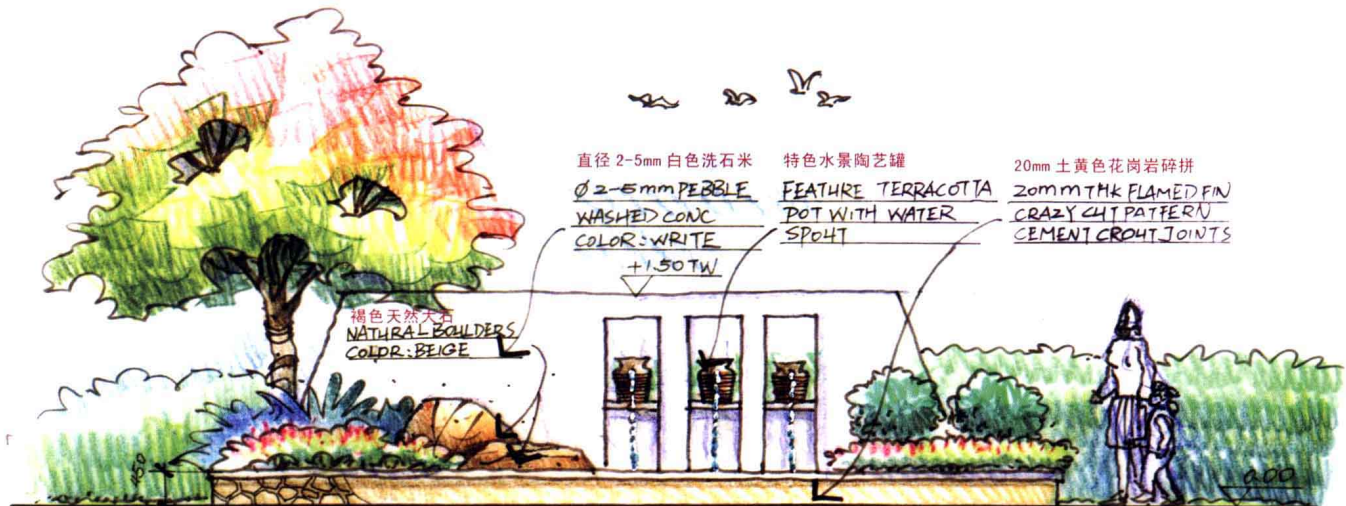 直径 2-5mm 白色洗石米
Ø 2-5mm PEBBLE
WASHED CONC
COLOR: WRITE
+1.50 TW
特色水景陶艺罐
FEATURE TERRACOTTA
POT WITH WATER
SPOUT
20mm 土黄色花岗岩碎拼
20mm THK FLAMED FIN
CRAZY CUT PATTERN
CEMENT CROUT JOINTS
褐色天然大石
NATURAL BOULDERS
COLOR: BEIGE
0.00